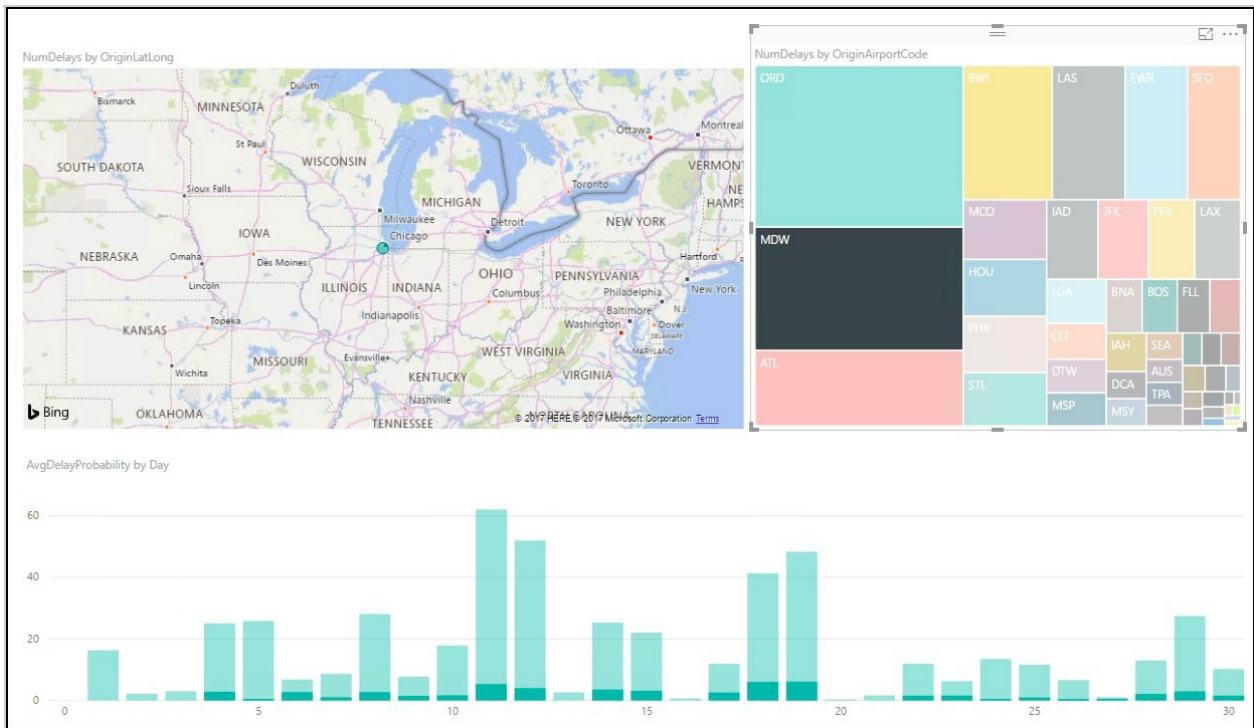 NumDelays by OriginLatLong
Bismarck
MINNESOTA
Duluth
Ottawa
Montreal
St Paul
WISCONSIN
VERMONT
SOUTH DAKOTA
Toronto
Sioux Falls
MICHIGAN
NE
HAMPS
Milwaukee
Detroit
NEW YORK
IOWA
Chicago
NEBRASKA
Omaha
Des Moines
Hartford
Lincoln
ILLINOIS
INDIANA
OHIO
PENNSYLVANIA
Columbus
Philadelphia
New York
Indianapolis
Baltimore
N.J.
Topeka
Washington
Dover
KANSAS
DELAWARE
MISSOURI
Evansville
WEST VIRGINIA
MARYLAND
Wichita
KENTUCKY
VIRGINIA
Nashville
Bing
OKLAHOMA
TENNESSEE
© 2017 HERE, © 2017 Microsoft Corporation Terms
NumDelays by OriginAirportCode
ORD
BWI
LAS
EWR
SFO
MCO
IAD
JFK
PHL
LAX
MDW
HOU
LGA
BNA
BOS
FLL
PHX
CLT
IAH
SEA
ATL
DTW
AUS
STL
DCA
TPA
MSP
MSY
AvgDelayProbability by Day
60
40
20
0
0 5 10 15 20 25 30